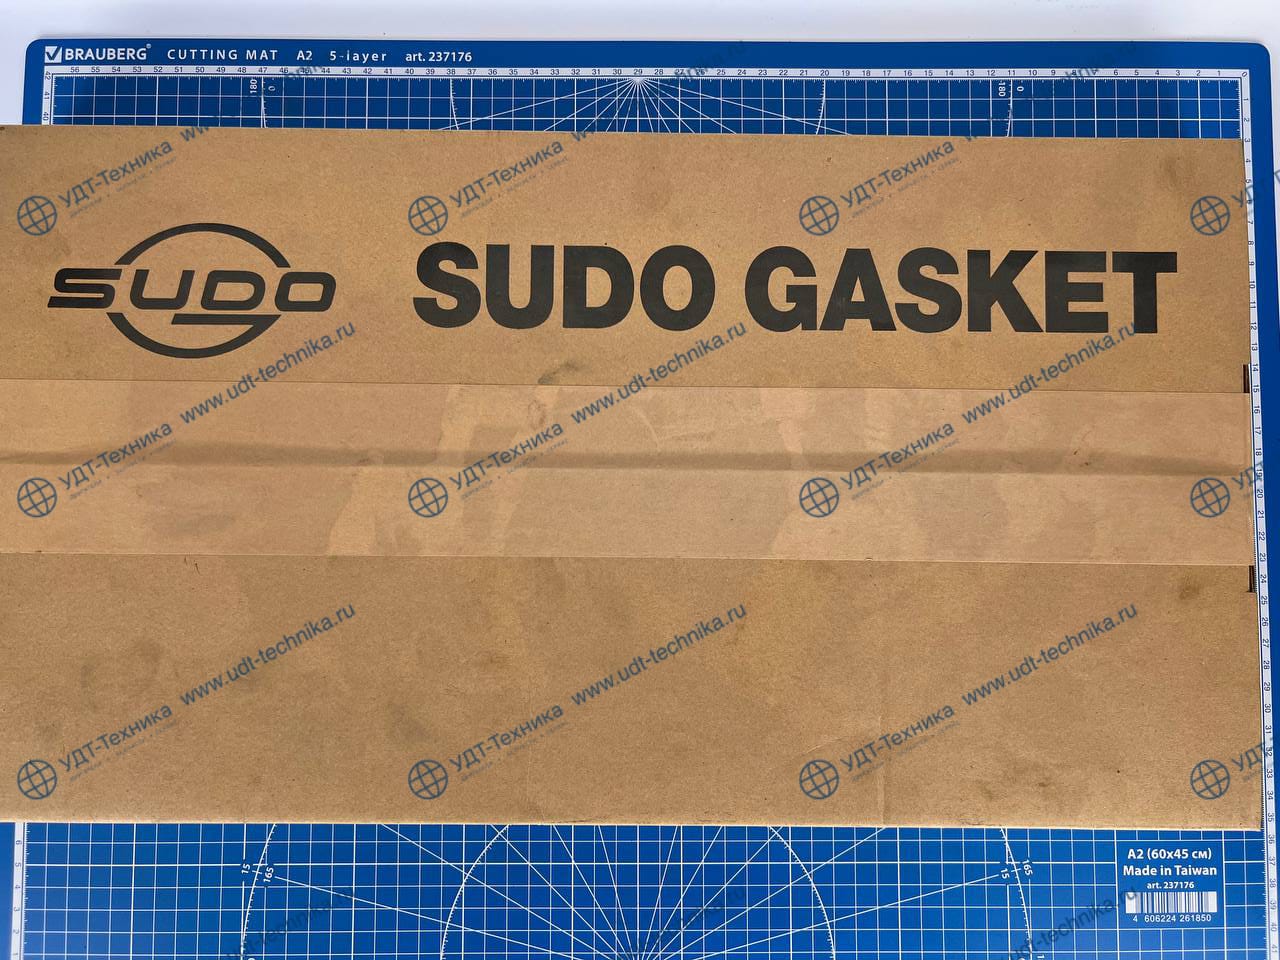 BRAUBERG® CUTTING MAT A2 5-layer art. 237176
SUDO
SUDO GASKET
УДТ-Техника
www.udt-technika.ru
A2 (60x45 см)
Made in Taiwan
art. 237176
4 606224 261850